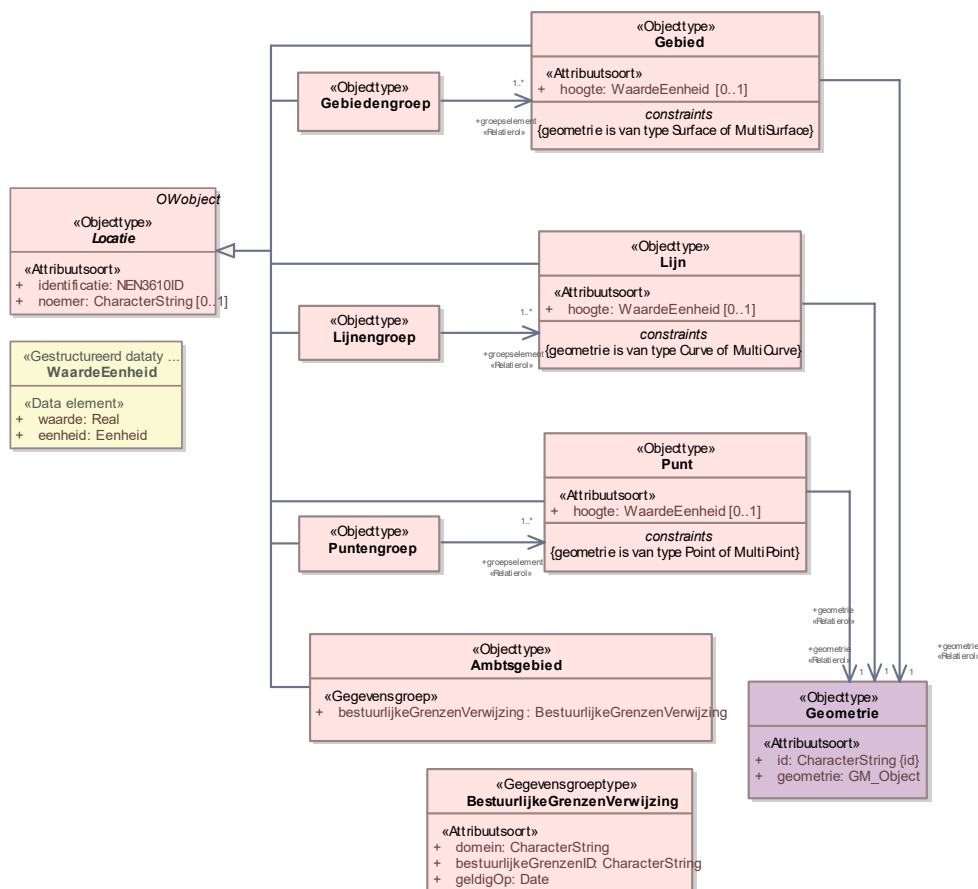 «Objecttype»
Gebied
«Attribuutsoort»
+ hoogte: WaardeEenheid [0..1]
constraints
{geometrie is van type Surface of MultiSurface}
«Objecttype»
Gebiedengroep
1..*
+groepselement
«Relatierol»
OWobject
«Objecttype»
Locatie
«Attribuutsoort»
+ identificatie: NEN3610ID
+ noemer: CharacterString [0..1]
«Objecttype»
Lijn
«Attribuutsoort»
+ hoogte: WaardeEenheid [0..1]
constraints
{geometrie is van type Curve of MultiCurve}
«Objecttype»
Lijnengroep
1..*
+groepselement
«Relatierol»
«Gestructureerd dataty ...
WaardeEenheid
«Data element»
+ waarde: Real
+ eenheid: Eenheid
«Objecttype»
Punt
«Attribuutsoort»
+ hoogte: WaardeEenheid [0..1]
constraints
{geometrie is van type Point of MultiPoint}
«Objecttype»
Puntengroep
1..*
+groepselement
«Relatierol»
+geometrie
«Relatierol»
+geometrie
«Relatierol»
+geometrie
«Relatierol»
1
1
1
«Objecttype»
Ambtsgebied
«Gegevensgroep»
+ bestuurlijkeGrenzenVerwijzing: BestuurlijkeGrenzenVerwijzing
«Objecttype»
Geometrie
«Attribuutsoort»
+ id: CharacterString {id}
+ geometrie: GM_Object
«Gegevensgroeptype»
BestuurlijkeGrenzenVerwijzing
«Attribuutsoort»
+ domein: CharacterString
+ bestuurlijkeGrenzenID: CharacterString
+ geldigOp: Date